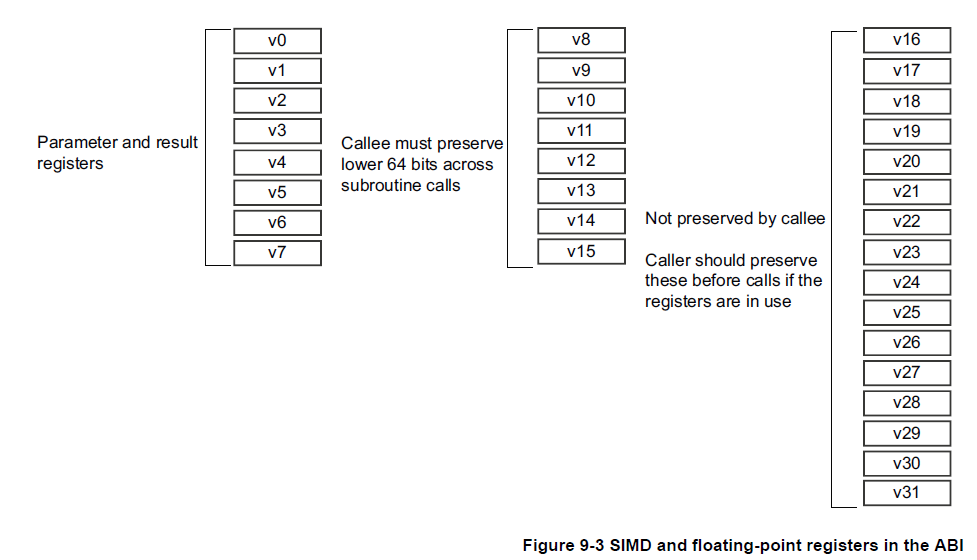 Parameter and result
registers
v0
v1
v2
v3
v4
v5
v6
v7
Callee must preserve
lower 64 bits across
subroutine calls
v8
v9
v10
v11
v12
v13
v14
v15
Not preserved by callee
Caller should preserve
these before calls if the
registers are in use
v16
v17
v18
v19
v20
v21
v22
v23
v24
v25
v26
v27
v28
v29
v30
v31
Figure 9-3 SIMD and floating-point registers in the ABI